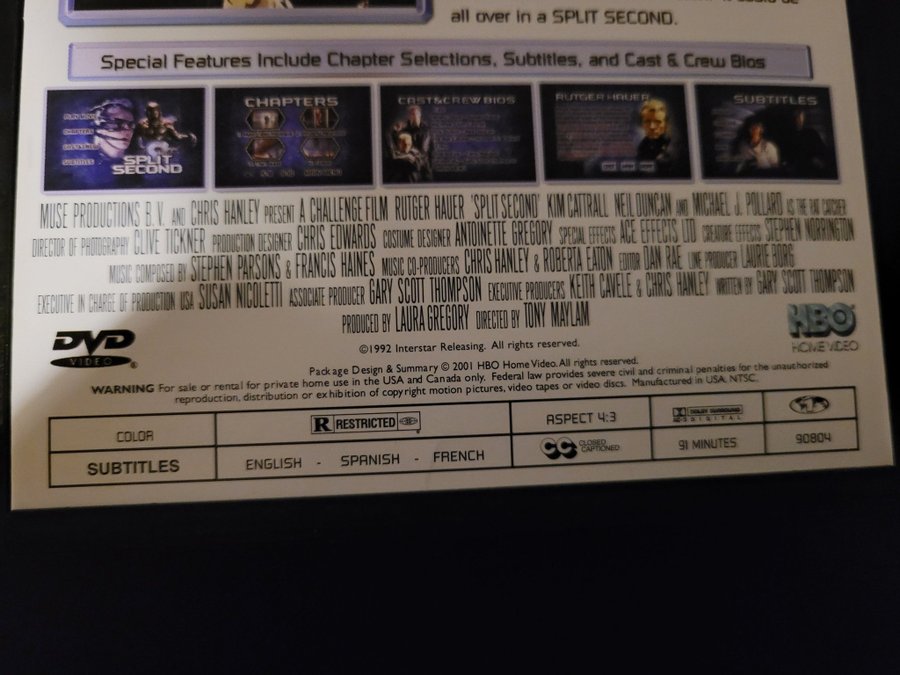 all over in a SPLIT SECOND.
Special Features Include Chapter Selections, Subtitles, and Cast & Crew Bios
PLAY MOVIE
CHAPTERS
SUBTITLES
SPLIT
SECOND
CHAPTERS
CAST & CREW BIOS
RUTGER HAUER
SUBTITLES
MUSE PRODUCTIONS B.V. AND CHRIS HANLEY PRESENT A CHALLENGE FILM RUTGER HAUER 'SPLIT SECOND' KIM CATTRALL NEIL DUNCAN AND MICHAEL J. POLLARD AS THE RAT CATCHER
DIRECTOR OF PHOTOGRAPHY CLIVE TICKNER PRODUCTION DESIGNER CHRIS EDWARDS COSTUME DESIGNER ANTOINETTE GREGORY SPECIAL EFFECTS ACE EFFECTS LTD CREATURE EFFECTS STEPHEN NORRINGTON
MUSIC COMPOSED BY STEPHEN PARSONS & FRANCIS HAINES MUSIC CO-PRODUCERS CHRIS HANLEY & ROBERTA EATON EDITOR DAN RAE LINE PRODUCER LAURIE BORG
EXECUTIVE IN CHARGE OF PRODUCTION USA SUSAN NICOLETTI ASSOCIATE PRODUCER GARY SCOTT THOMPSON EXECUTIVE PRODUCERS KEITH CAVELE & CHRIS HANLEY WRITTEN BY GARY SCOTT THOMPSON
PRODUCED BY LAURA GREGORY DIRECTED BY TONY MAYLAM
DVD
VIDEO
HBO
HOME VIDEO
©1992 Interstar Releasing. All rights reserved.
Package Design & Summary © 2001 HBO Home Video. All rights reserved.
WARNING For sale or rental for private home use in the USA and Canada only. Federal law provides severe civil and criminal penalties for the unauthorized
reproduction, distribution or exhibition of copyright motion pictures, video tapes or video discs. Manufactured in USA. NTSC.
COLOR
R RESTRICTED
ASPECT 4:3
DOLBY SURROUND
AC-3 DIGITAL
1
SUBTITLES
ENGLISH - SPANISH - FRENCH
CC CLOSED
CAPTIONED
91 MINUTES
90804